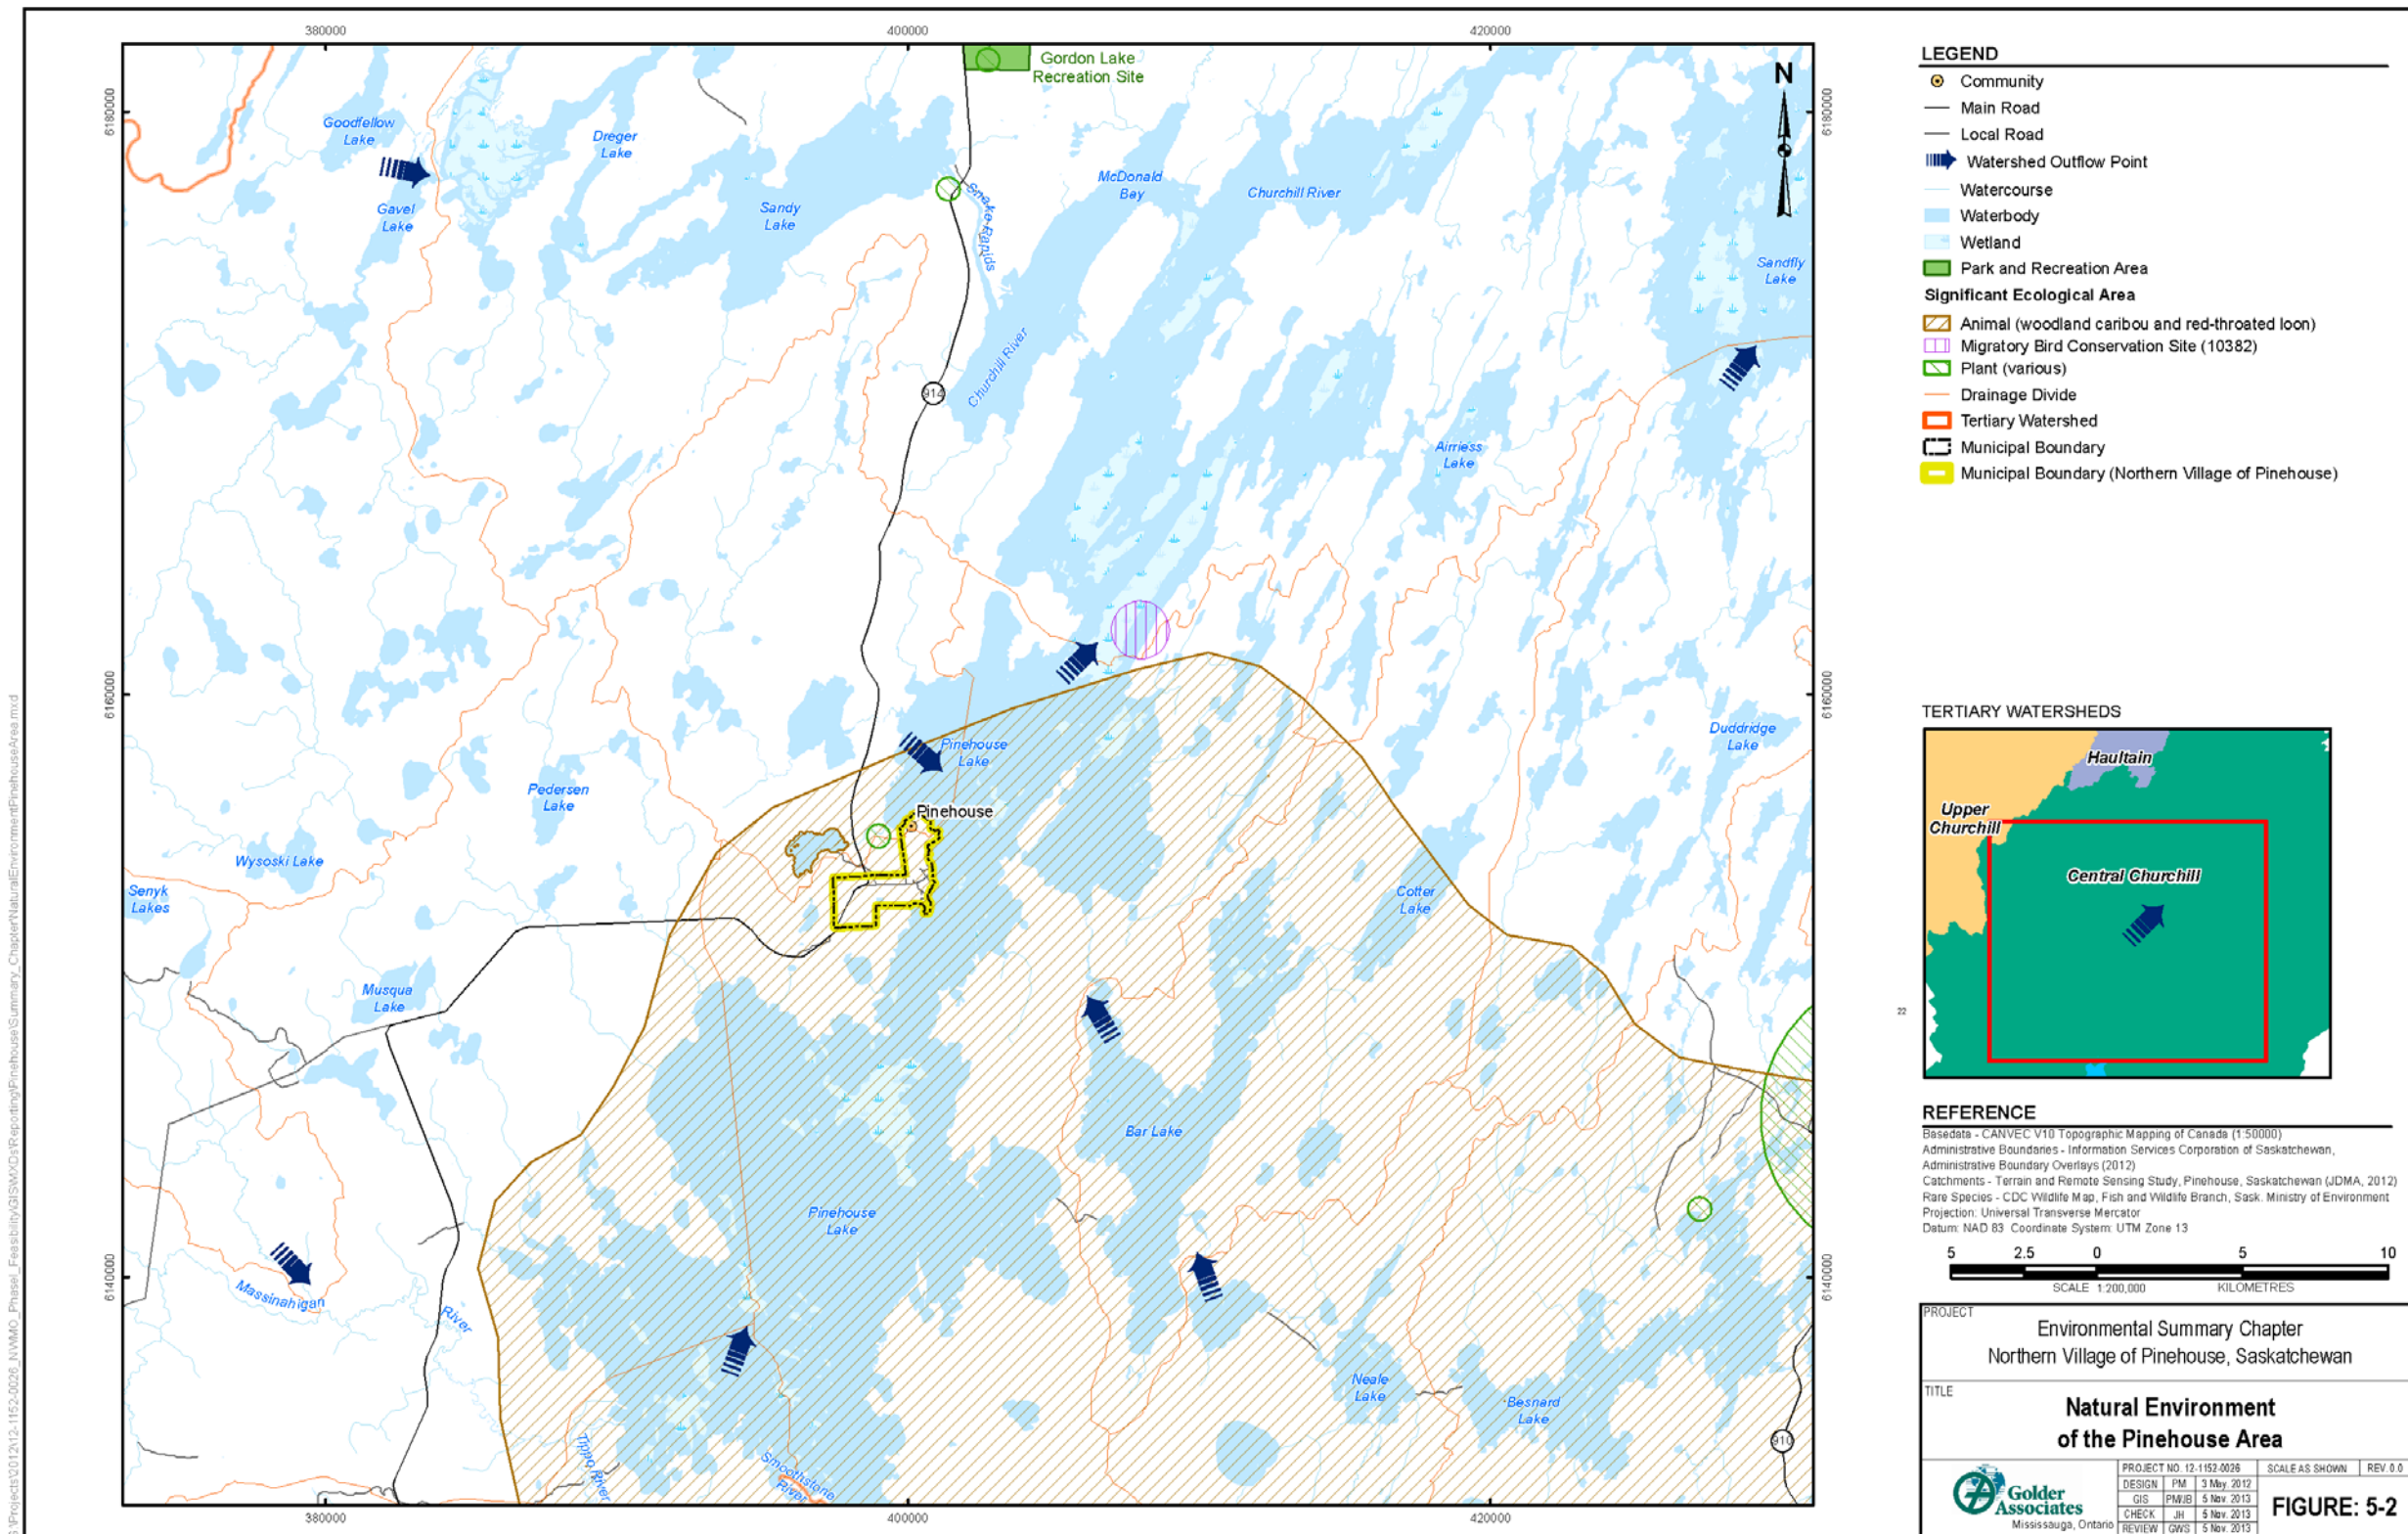 380000
400000
420000
6180000
6160000
6140000
6180000
6160000
6140000
380000
400000
420000
Gordon Lake
Recreation Site
N
Goodfellow
Lake
Dreger
Lake
Gavel
Lake
Sandy
Lake
Snake Rapids
McDonald
Bay
Churchill River
Sandfly
Lake
Churchill River
914
Airriess
Lake
Duddridge
Lake
Pinehouse
Lake
Pedersen
Lake
Pinehouse
Wysoski Lake
Senyk
Lakes
Cotter
Lake
Musqua
Lake
Bar Lake
Pinehouse
Lake
Massinahigan
River
Neale
Lake
Besnard
Lake
910
Tippo River
Smoothstone
River
LEGEND
Community
Main Road
Local Road
Watershed Outflow Point
Watercourse
Waterbody
Wetland
Park and Recreation Area
Significant Ecological Area
Animal (woodland caribou and red-throated loon)
Migratory Bird Conservation Site (10382)
Plant (various)
Drainage Divide
Tertiary Watershed
Municipal Boundary
Municipal Boundary (Northern Village of Pinehouse)
TERTIARY WATERSHEDS
Haultain
Upper
Churchill
Central Churchill
22
REFERENCE
Basedata - CANVEC V10 Topographic Mapping of Canada (1:50000)
Administrative Boundaries - Information Services Corporation of Saskatchewan,
Administrative Boundary Overlays (2012)
Catchments - Terrain and Remote Sensing Study, Pinehouse, Saskatchewan (JDMA, 2012)
Rare Species - CDC Wildlife Map, Fish and Wildlife Branch, Sask. Ministry of Environment
Projection: Universal Transverse Mercator
Datum: NAD 83 Coordinate System: UTM Zone 13
5 2.5 0 5 10
SCALE 1:200,000 KILOMETRES
PROJECT
Environmental Summary Chapter
Northern Village of Pinehouse, Saskatchewan
TITLE
Natural Environment
of the Pinehouse Area
Golder
Associates
Mississauga, Ontario
PROJECT NO. 12-1152-0026 SCALE AS SHOWN REV. 0.0
DESIGN PM 3 May. 2012
GIS PM/JB 5 Nov. 2013
CHECK JH 5 Nov. 2013
REVIEW GWS 5 Nov. 2013
FIGURE: 5-2